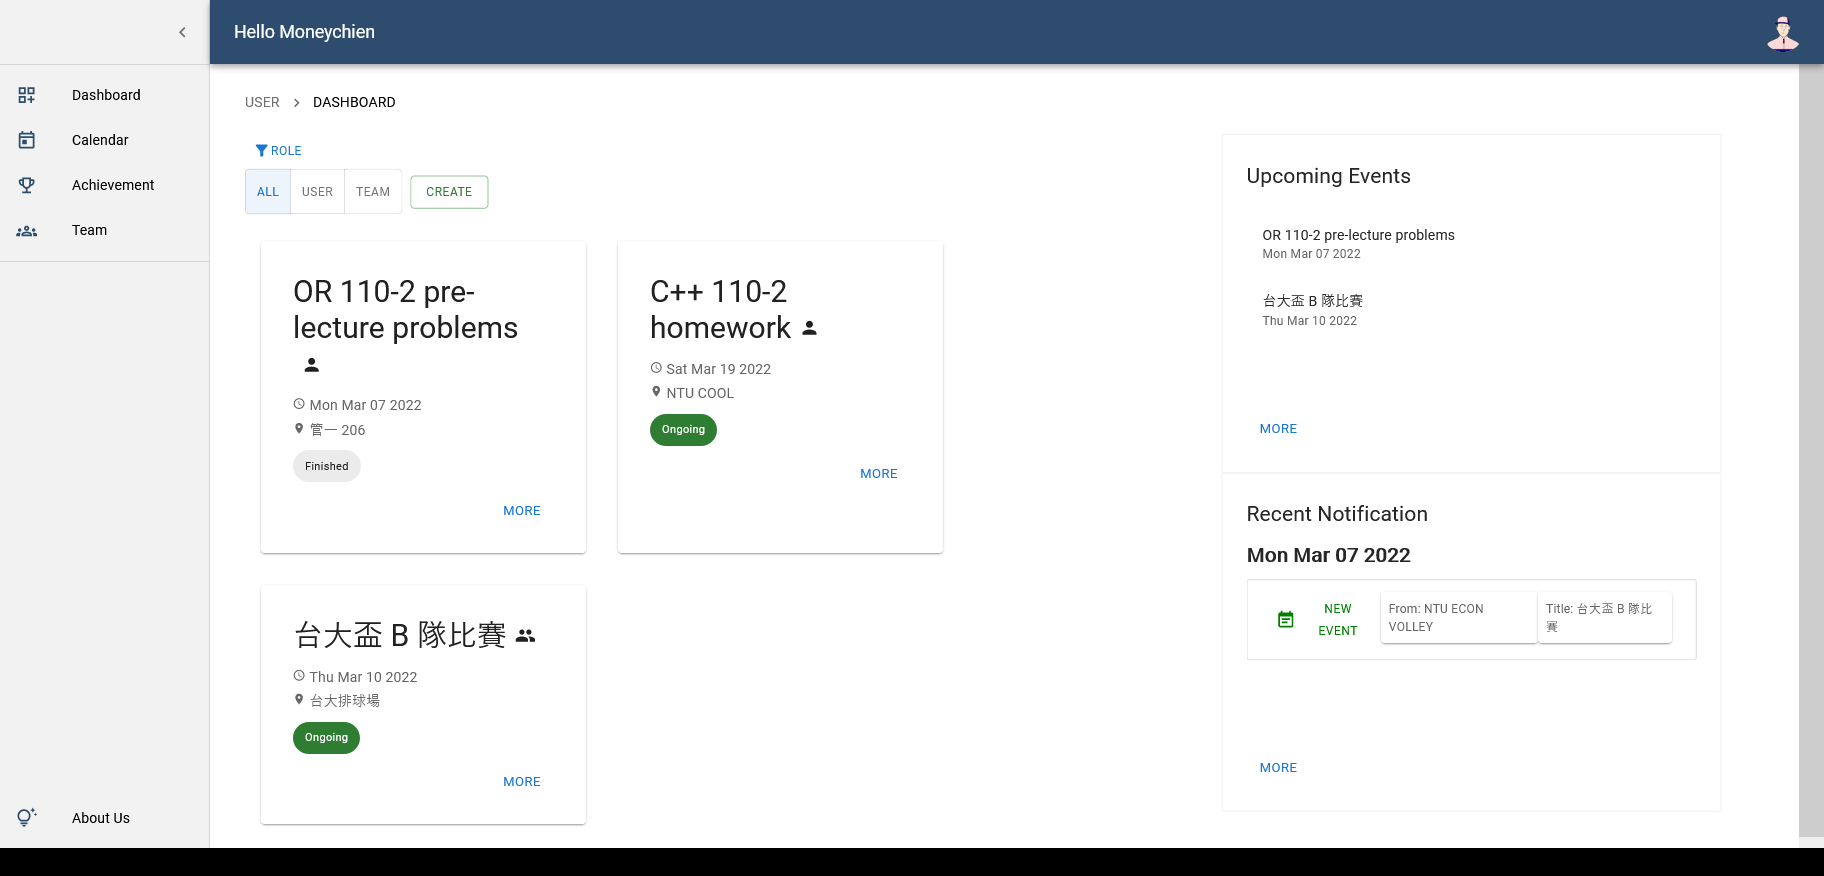 Hello Moneychien
Dashboard
Calendar
Achievement
Team
About Us
USER > DASHBOARD
ROLE
ALL USER TEAM CREATE
OR 110-2 pre-
lecture problems
Mon Mar 07 2022
管一 206
Finished
MORE
C++ 110-2
homework
Sat Mar 19 2022
NTU COOL
Ongoing
MORE
台大盃 B 隊比賽
Thu Mar 10 2022
台大排球場
Ongoing
MORE
Upcoming Events
OR 110-2 pre-lecture problems
Mon Mar 07 2022
台大盃 B 隊比賽
Thu Mar 10 2022
MORE
Recent Notification
Mon Mar 07 2022
NEW
EVENT
From: NTU ECON
VOLLEY
Title: 台大盃 B 隊比
賽
MORE